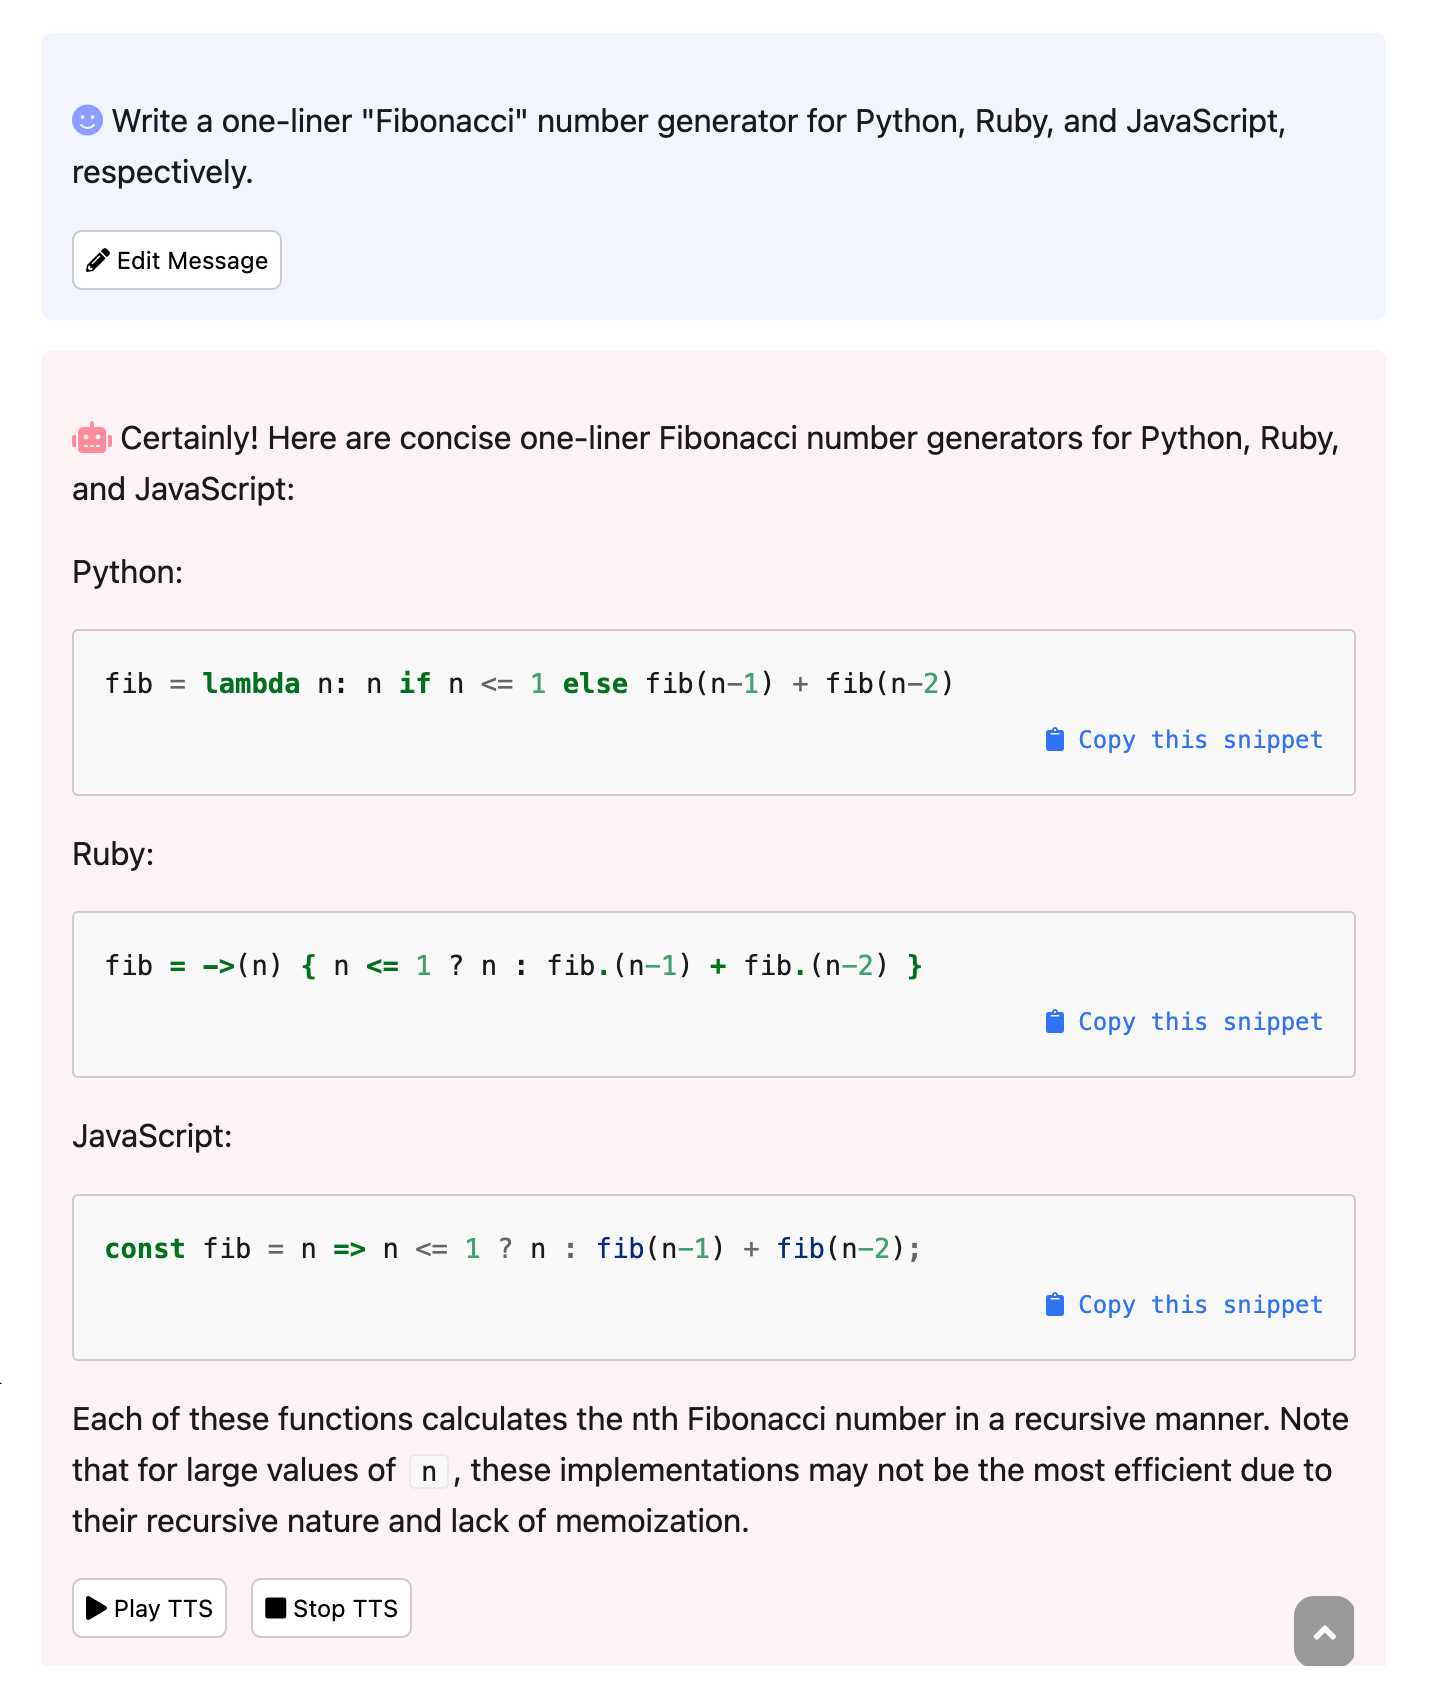 Write a one-liner "Fibonacci" number generator for Python, Ruby, and JavaScript,
respectively.
Edit Message
Certainly! Here are concise one-liner Fibonacci number generators for Python, Ruby,
and JavaScript:
Python:
fib = lambda n: n if n <= 1 else fib(n-1) + fib(n-2)
Copy this snippet
Ruby:
fib = ->(n) { n <= 1 ? n : fib.(n-1) + fib.(n-2) }
Copy this snippet
JavaScript:
const fib = n => n <= 1 ? n : fib(n-1) + fib(n-2);
Copy this snippet
Each of these functions calculates the nth Fibonacci number in a recursive manner. Note
that for large values of n, these implementations may not be the most efficient due to
their recursive nature and lack of memoization.
Play TTS Stop TTS